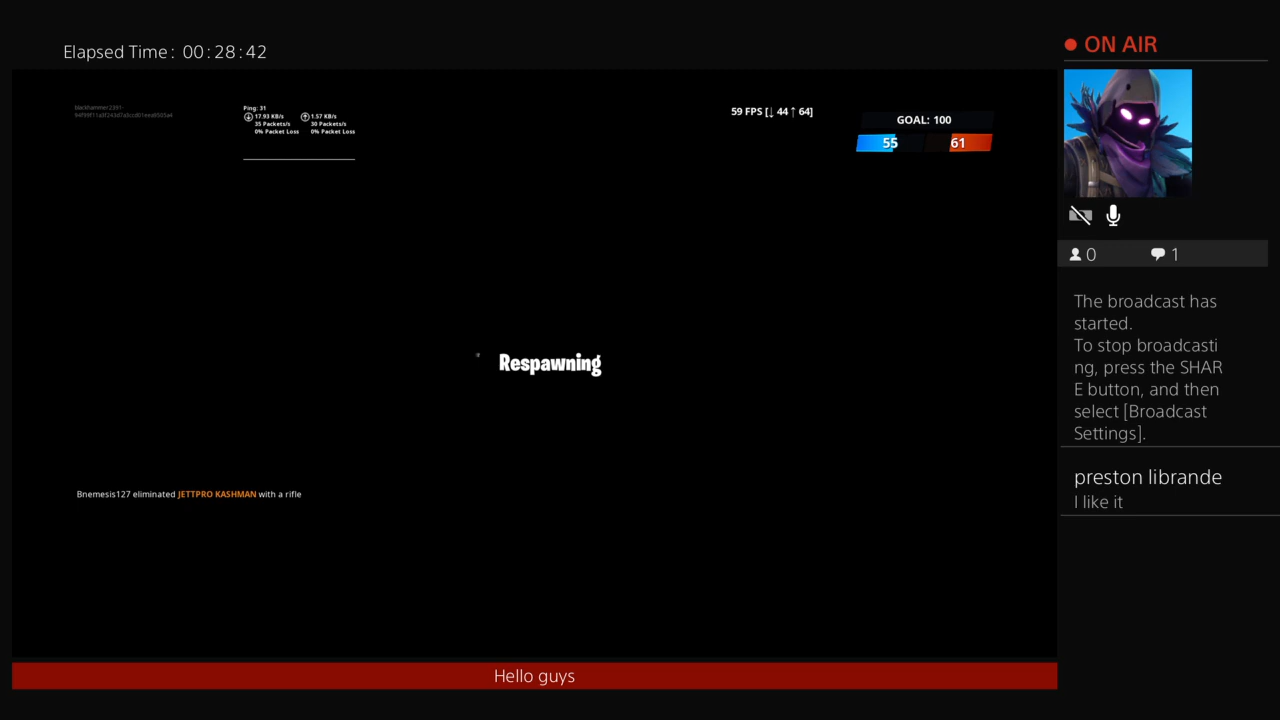 Elapsed Time: 00:28:42
ON AIR
Ping: 31
17.93 KB/s 1.57 KB/s
35 Packets/s 30 Packets/s
0% Packet Loss 0% Packet Loss
59 FPS [↓ 44 ↑ 64]
GOAL: 100
55 61
0 1
The broadcast has
started.
To stop broadcasti
ng, press the SHAR
E button, and then
select [Broadcast
Settings].
Respawning
preston librande
I like it
Bnemesis127 eliminated JETTPRO KASHMAN with a rifle
Hello guys